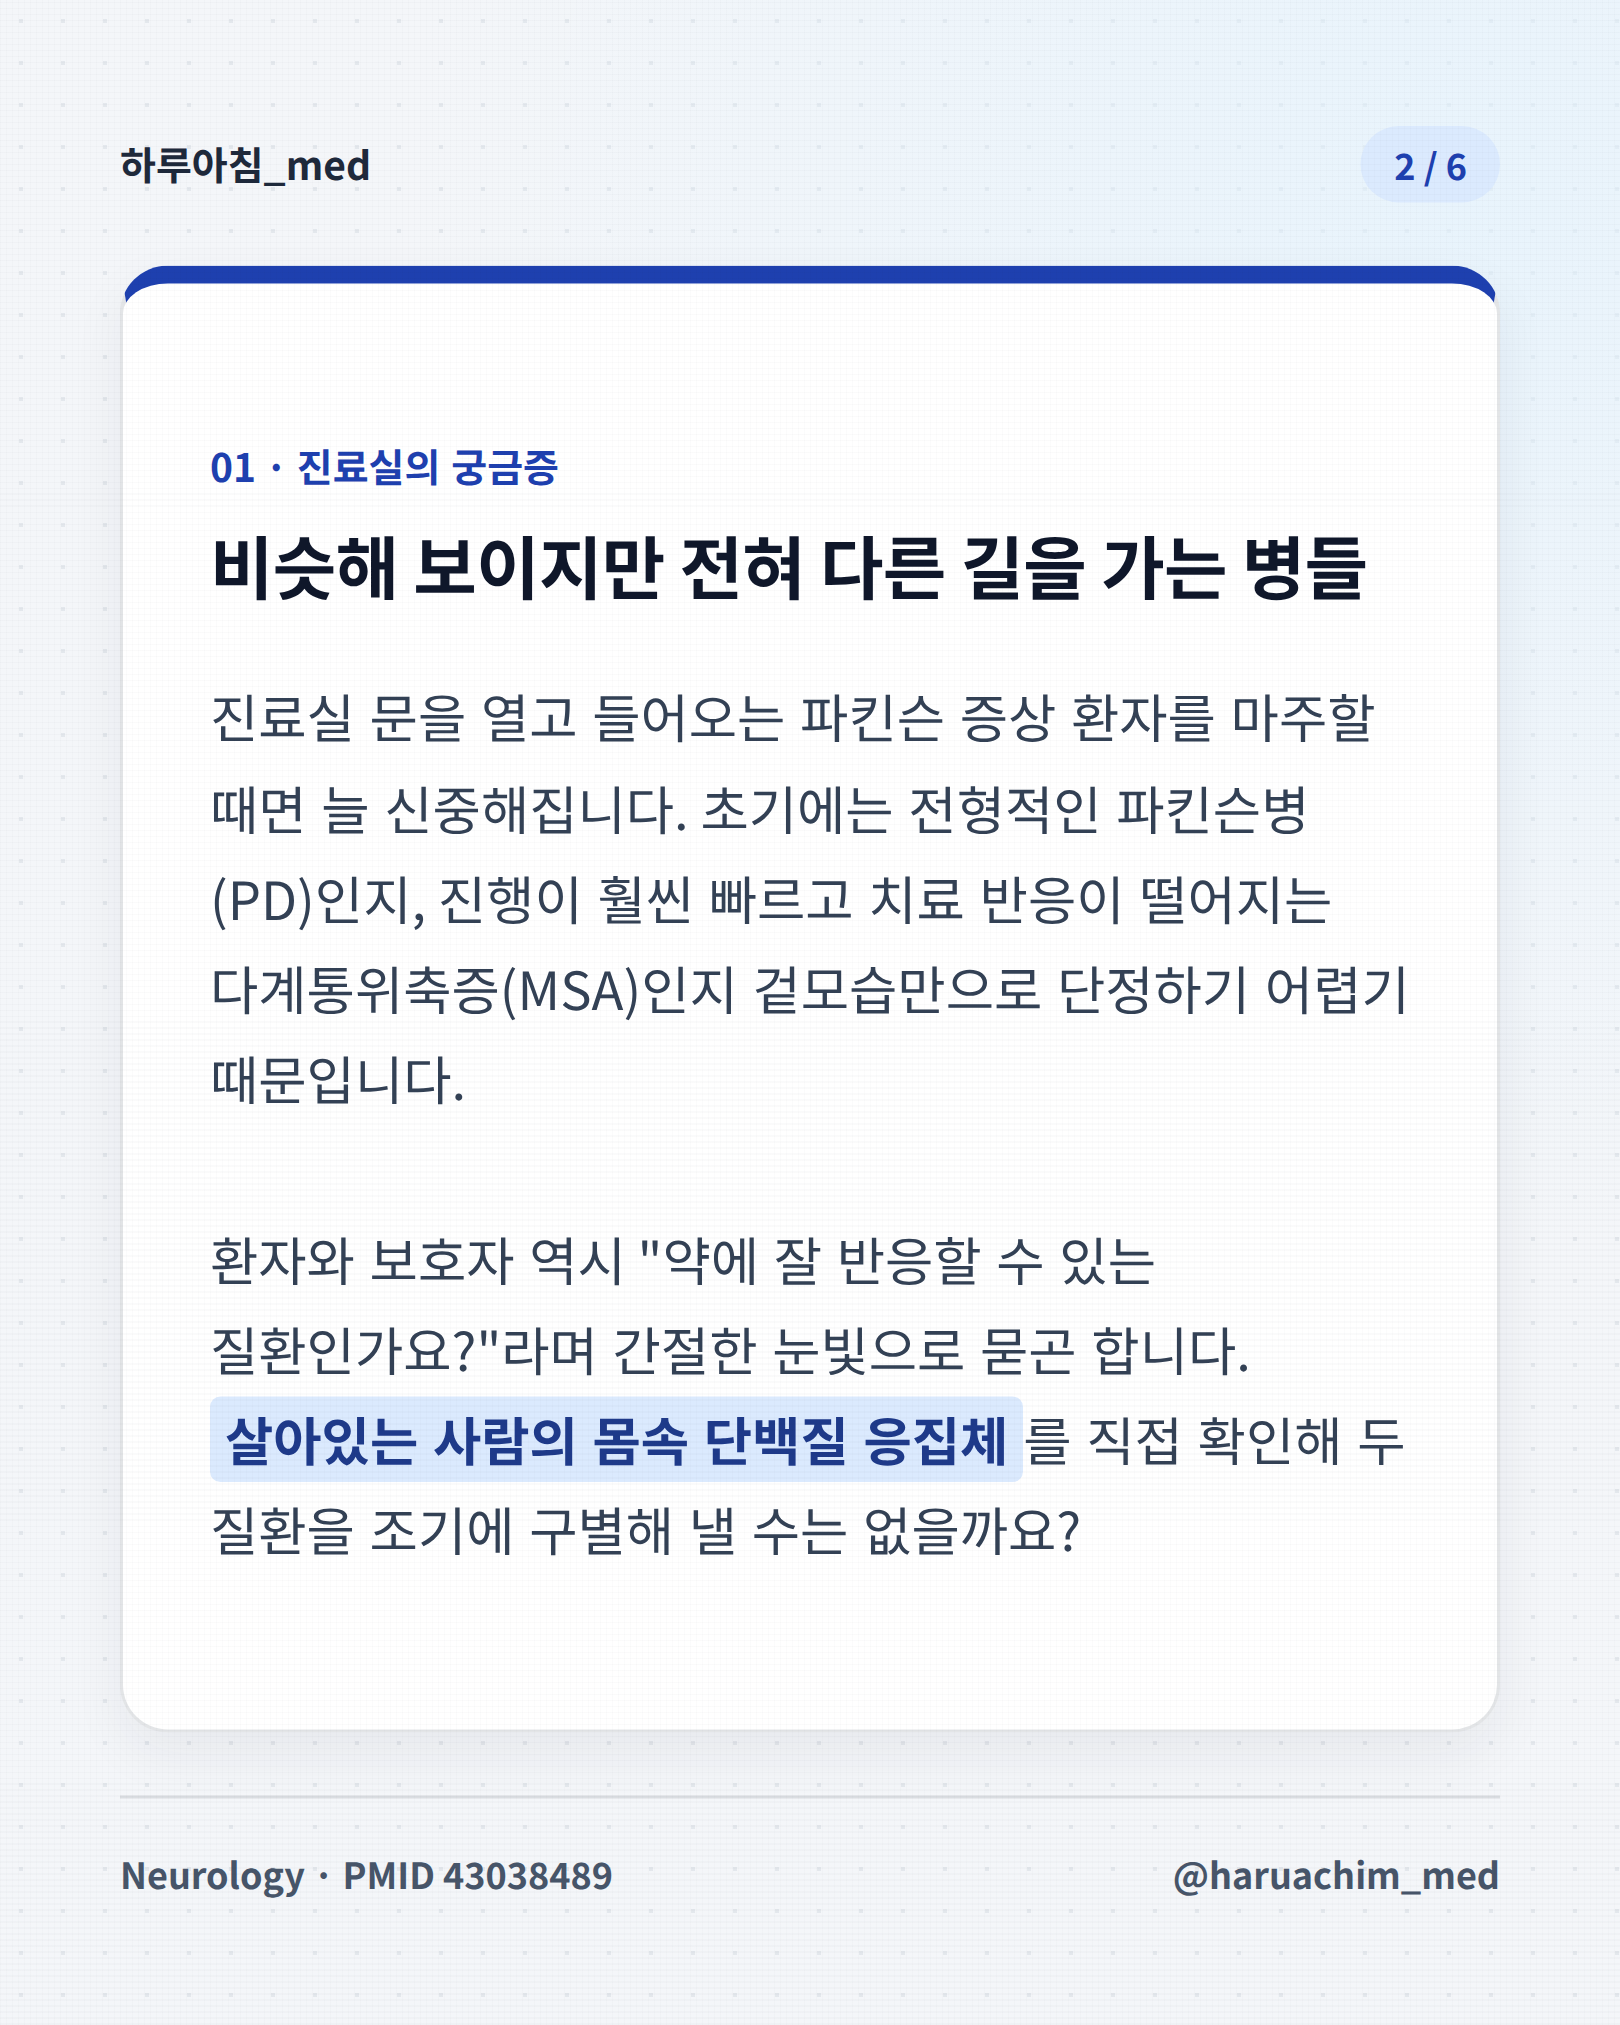 하루아침_med
2 / 6
01 · 진료실의 궁금증
비슷해 보이지만 전혀 다른 길을 가는 병들
진료실 문을 열고 들어오는 파킨슨 증상 환자를 마주할
때면 늘 신중해집니다. 초기에는 전형적인 파킨슨병
(PD)인지, 진행이 훨씬 빠르고 치료 반응이 떨어지는
다계통위축증(MSA)인지 겉모습만으로 단정하기 어렵기
때문입니다.
환자와 보호자 역시 "약에 잘 반응할 수 있는
질환인가요?"라며 간절한 눈빛으로 묻곤 합니다.
살아있는 사람의 몸속 단백질 응집체를 직접 확인해 두
질환을 조기에 구별해 낼 수는 없을까요?
Neurology · PMID 43038489
@haruachim_med